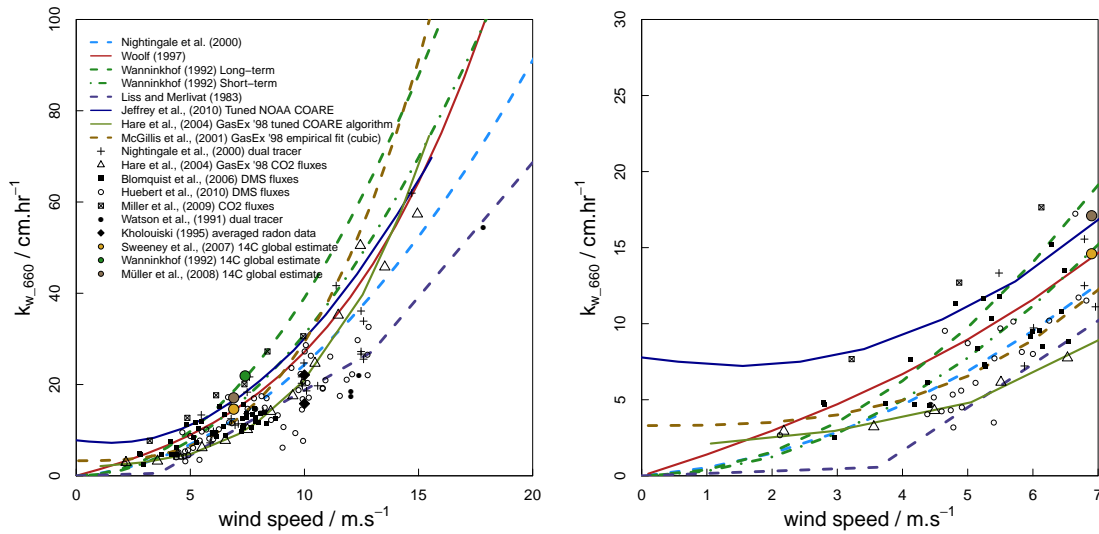 100
80
60
40
20
0
k_w_660 / cm.hr⁻¹
Nightingale et al. (2000)
Woolf (1997)
Wanninkhof (1992) Long−term
Wanninkhof (1992) Short−term
Liss and Merlivat (1983)
Jeffrey et al., (2010) Tuned NOAA COARE
Hare et al., (2004) GasEx '98 tuned COARE algorithm
McGillis et al., (2001) GasEx '98 empirical fit (cubic)
Nightingale et al., (2000) dual tracer
Hare et al., (2004) GasEx '98 CO2 fluxes
Blomquist et al., (2006) DMS fluxes
Huebert et al., (2010) DMS fluxes
Miller et al., (2009) CO2 fluxes
Watson et al., (1991) dual tracer
Kholouiski (1995) averaged radon data
Sweeney et al., (2007) 14C global estimate
Wanninkhof (1992) 14C global estimate
Müller et al., (2008) 14C global estimate
0 5 10 15 20
wind speed / m.s⁻¹
30
25
20
15
10
5
0
k_w_660 / cm.hr⁻¹
0 1 2 3 4 5 6 7
wind speed / m.s⁻¹